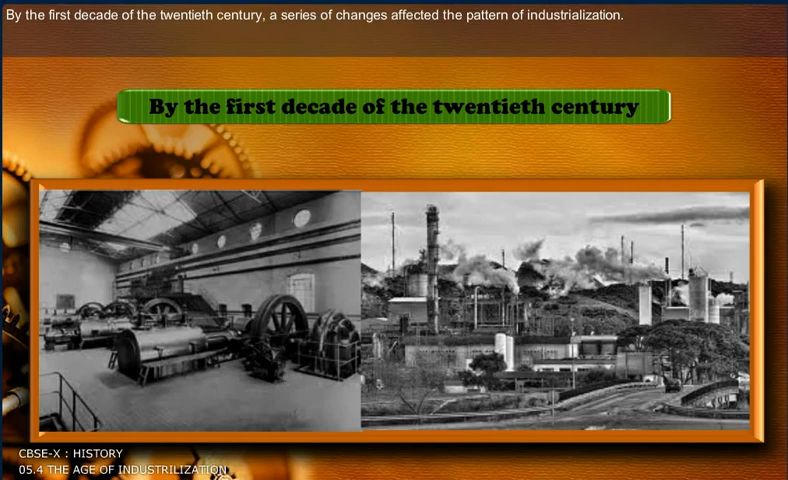 By the first decade of the twentieth century, a series of changes affected the pattern of industrialization.
By the first decade of the twentieth century
CBSE-X : HISTORY
05.4 THE AGE OF INDUSTRILIZATION